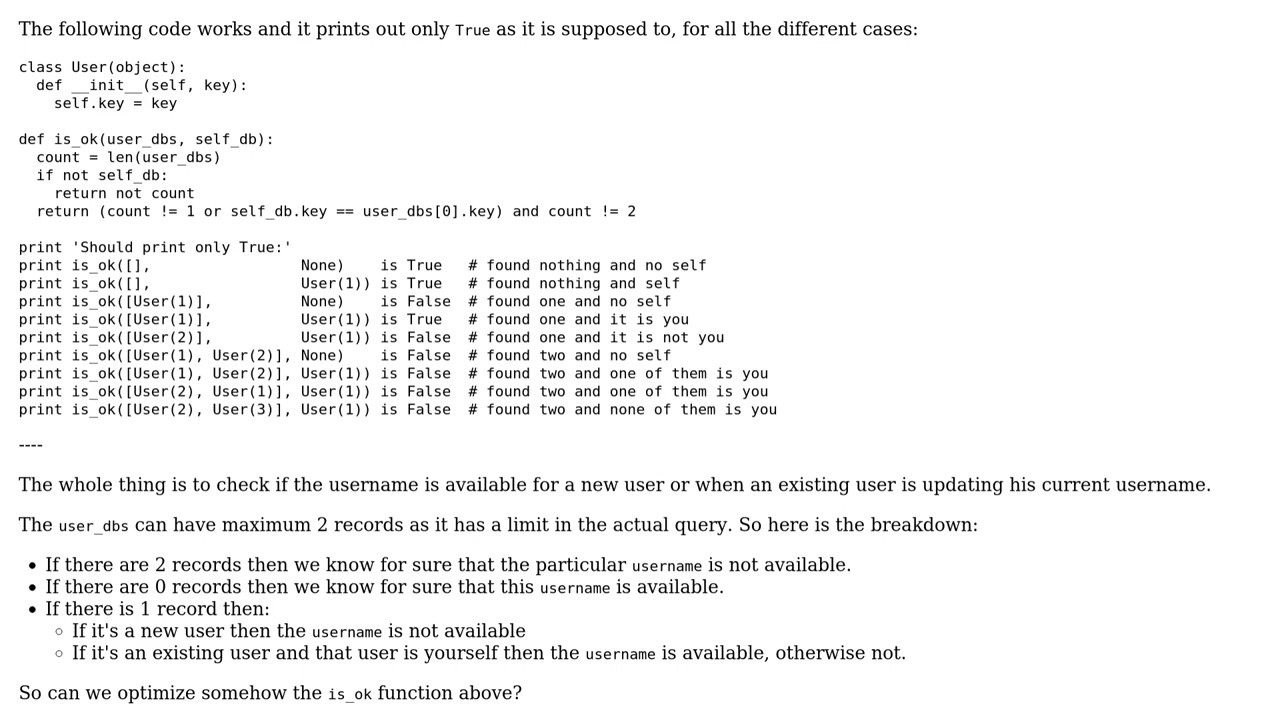 The following code works and it prints out only True as it is supposed to, for all the different cases:
class User(object):
  def __init__(self, key):
    self.key = key

def is_ok(user_dbs, self_db):
  count = len(user_dbs)
  if not self_db:
    return not count
  return (count != 1 or self_db.key == user_dbs[0].key) and count != 2

print 'Should print only True:'
print is_ok([],                 None)    is True   # found nothing and no self
print is_ok([],                 User(1)) is True   # found nothing and self
print is_ok([User(1)],          None)    is False  # found one and no self
print is_ok([User(1)],          User(1)) is True   # found one and it is you
print is_ok([User(2)],          User(1)) is False  # found one and it is not you
print is_ok([User(1), User(2)], None)    is False  # found two and no self
print is_ok([User(1), User(2)], User(1)) is False  # found two and one of them is you
print is_ok([User(2), User(1)], User(1)) is False  # found two and one of them is you
print is_ok([User(2), User(3)], User(1)) is False  # found two and none of them is you
----
The whole thing is to check if the username is available for a new user or when an existing user is updating his current username.
The user_dbs can have maximum 2 records as it has a limit in the actual query. So here is the breakdown:
• If there are 2 records then we know for sure that the particular username is not available.
• If there are 0 records then we know for sure that this username is available.
• If there is 1 record then:
◦ If it's a new user then the username is not available
◦ If it's an existing user and that user is yourself then the username is available, otherwise not.
So can we optimize somehow the is_ok function above?